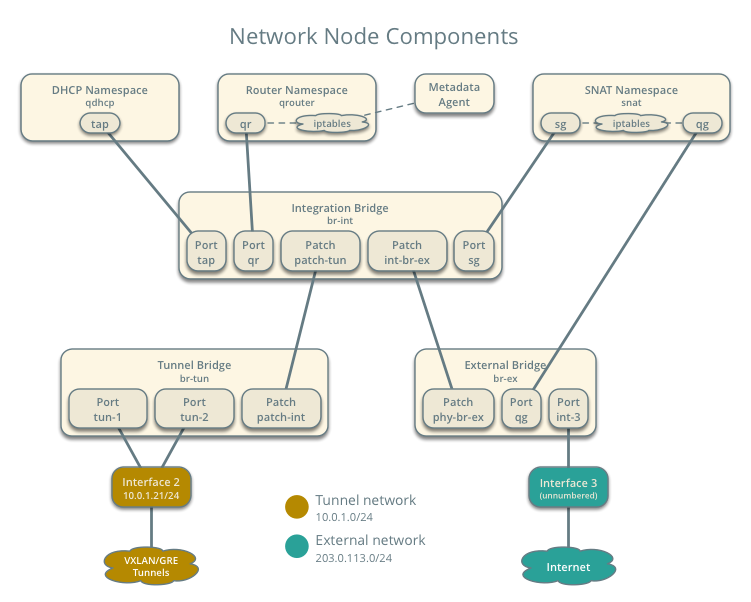 Network Node Components
DHCP Namespace
qdhcp
tap
Router Namespace
qrouter
qr
iptables
Metadata
Agent
SNAT Namespace
snat
sg
iptables
qg
Integration Bridge
br-int
Port
tap
Port
qr
Patch
patch-tun
Patch
int-br-ex
Port
sg
Tunnel Bridge
br-tun
Port
tun-1
Port
tun-2
Patch
patch-int
External Bridge
br-ex
Patch
phy-br-ex
Port
qg
Port
int-3
Interface 2
10.0.1.21/24
Interface 3
(unnumbered)
Tunnel network
10.0.1.0/24
External network
203.0.113.0/24
VXLAN/GRE
Tunnels
Internet